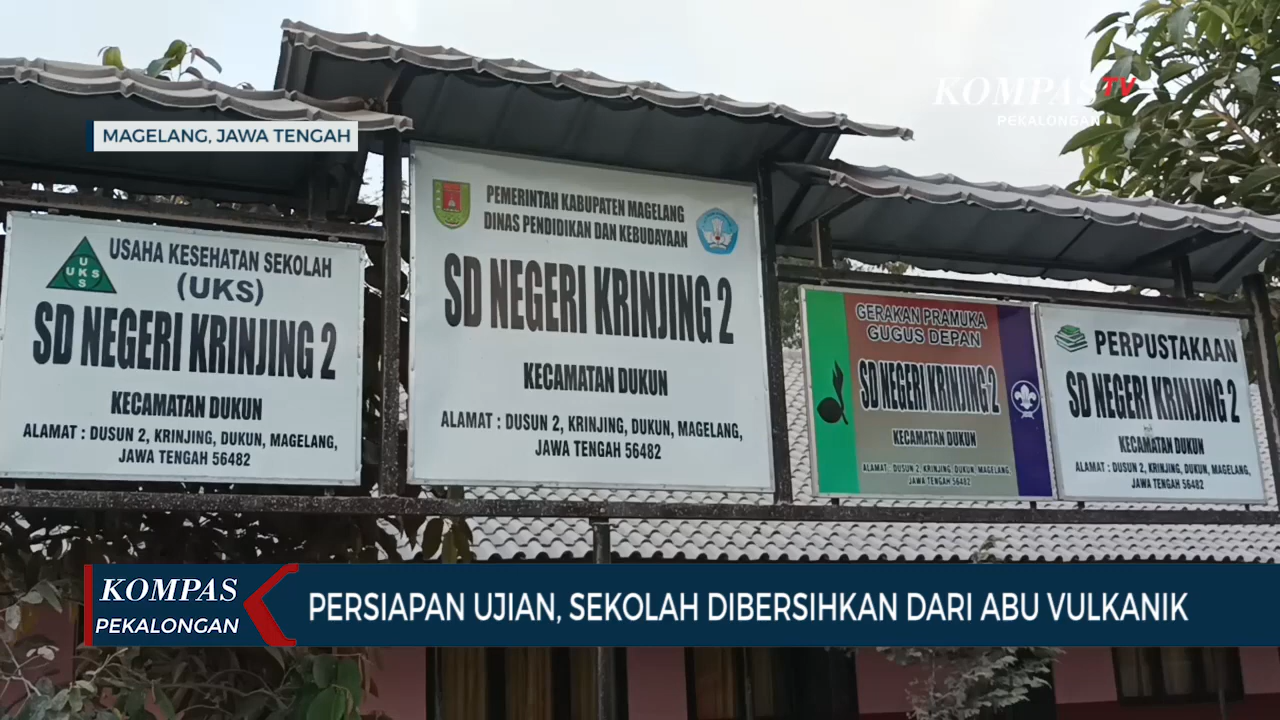 KOMPAS TV
PEKALONGAN
MAGELANG, JAWA TENGAH
UKS
USAHA KESEHATAN SEKOLAH
(UKS)
SD NEGERI KRINJING 2
KECAMATAN DUKUN
ALAMAT : DUSUN 2, KRINJING, DUKUN, MAGELANG,
JAWA TENGAH 56482
PEMERINTAH KABUPATEN MAGELANG
DINAS PENDIDIKAN DAN KEBUDAYAAN
SD NEGERI KRINJING 2
KECAMATAN DUKUN
ALAMAT : DUSUN 2, KRINJING, DUKUN, MAGELANG,
JAWA TENGAH 56482
GERAKAN PRAMUKA
GUGUS DEPAN
SD NEGERI KRINJING 2
KECAMATAN DUKUN
ALAMAT : DUSUN 2, KRINJING, DUKUN, MAGELANG,
JAWA TENGAH 56482
PERPUSTAKAAN
SD NEGERI KRINJING 2
KECAMATAN DUKUN
ALAMAT : DUSUN 2, KRINJING, DUKUN, MAGELANG,
JAWA TENGAH 56482
KOMPAS
PEKALONGAN
PERSIAPAN UJIAN, SEKOLAH DIBERSIHKAN DARI ABU VULKANIK